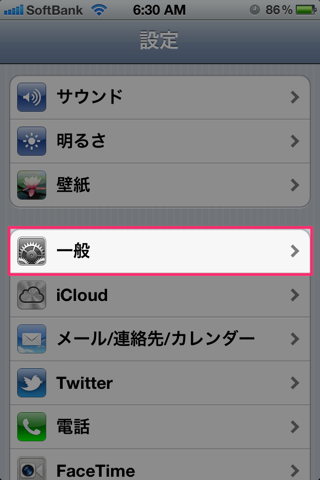 SoftBank 6:30 AM 86%
設定
サウンド
明るさ
壁紙
一般
iCloud
メール/連絡先/カレンダー
Twitter
電話
FaceTime